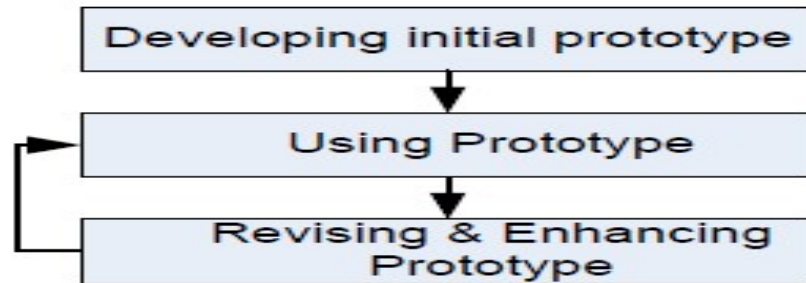 Developing initial prototype
Using Prototype
Revising & Enhancing
Prototype